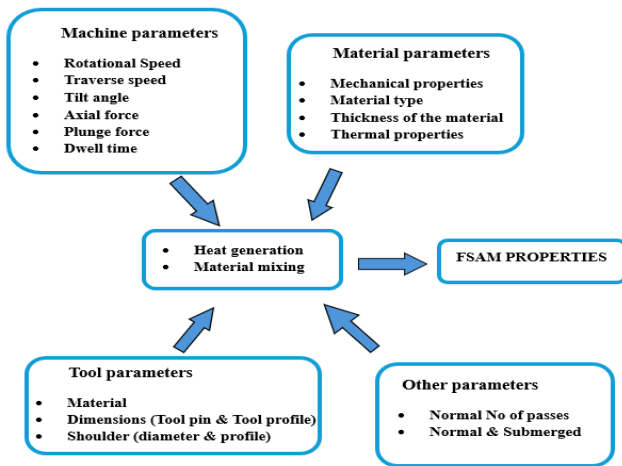 Machine parameters
Rotational Speed
Traverse speed
Tilt angle
Axial force
Plunge force
Dwell time
Material parameters
Mechanical properties
Material type
Thickness of the material
Thermal properties
Heat generation
Material mixing
FSAM PROPERTIES
Tool parameters
Material
Dimensions (Tool pin & Tool profile)
Shoulder (diameter & profile)
Other parameters
Normal No of passes
Normal & Submerged